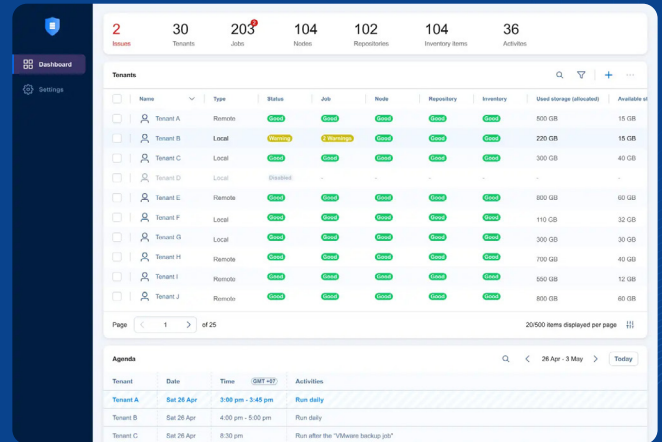 2 30 203 2 104 102 104 36
Issues Tenants Jobs Nodes Repositories Inventory items Activites
Dashboard
Settings
Tenants
Name Type Status Job Node Repository Inventory Used storage (allocated) Available st
Tenant A Remote Good Good Good Good Good 500 GB 15 GB
Tenant B Local Warning 2 Warnings Good Good Good 220 GB 15 GB
Tenant C Local Good Good Good Good Good 300 GB 40 GB
Tenant D Local Disabled - - - - - -
Tenant E Remote Good Good Good Good Good 900 GB 60 GB
Tenant F Local Good Good Good Good Good 110 GB 32 GB
Tenant G Local Good Good Good Good Good 300 GB 30 GB
Tenant H Remote Good Good Good Good Good 700 GB 40 GB
Tenant I Remote Good Good Good Good Good 550 GB 12 GB
Tenant J Remote Good Good Good Good Good 800 GB 60 GB
Page 1 of 25 20/500 items displayed per page
Agenda 26 Apr - 3 May Today
Tenant Date Time (GMT +07) Activities
Tenant A Sat 26 Apr 3:00 pm - 3:45 pm Run daily
Tenant B Sat 26 Apr 4:00 pm - 5:00 pm Run daily
Tenant C Sat 26 Apr 8:30 pm Run after the "VMware backup job"